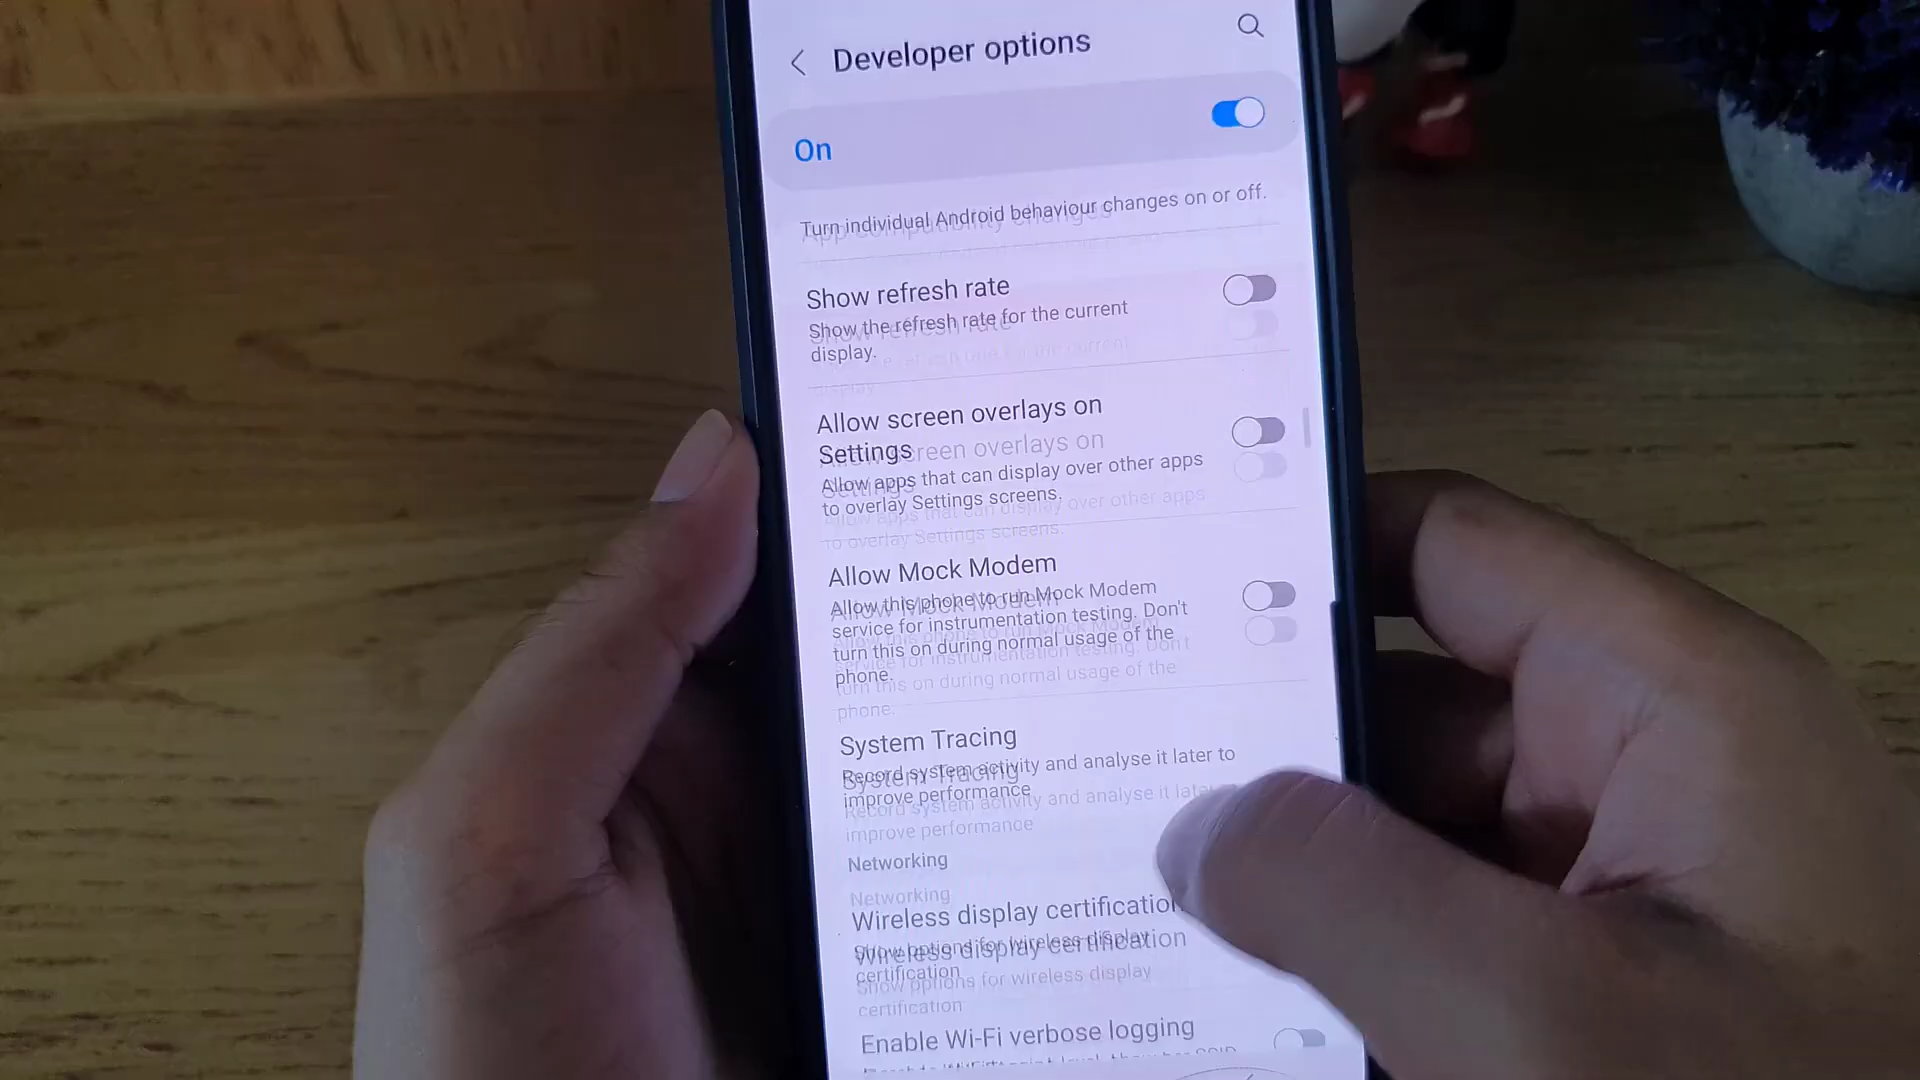 Developer options
On
Turn individual Android behaviour changes on or off.
Show refresh rate
Show the refresh rate for the current
display.
Allow screen overlays on
Settings
Allow apps that can display over other apps
to overlay Settings screens.
Allow Mock Modem
Allow this phone to run Mock Modem
service for instrumentation testing. Don't
turn this on during normal usage of the
phone.
System Tracing
Record system activity and analyse it later to
improve performance
Networking
Wireless display certification
Show options for wireless display
certification
Enable Wi-Fi verbose logging